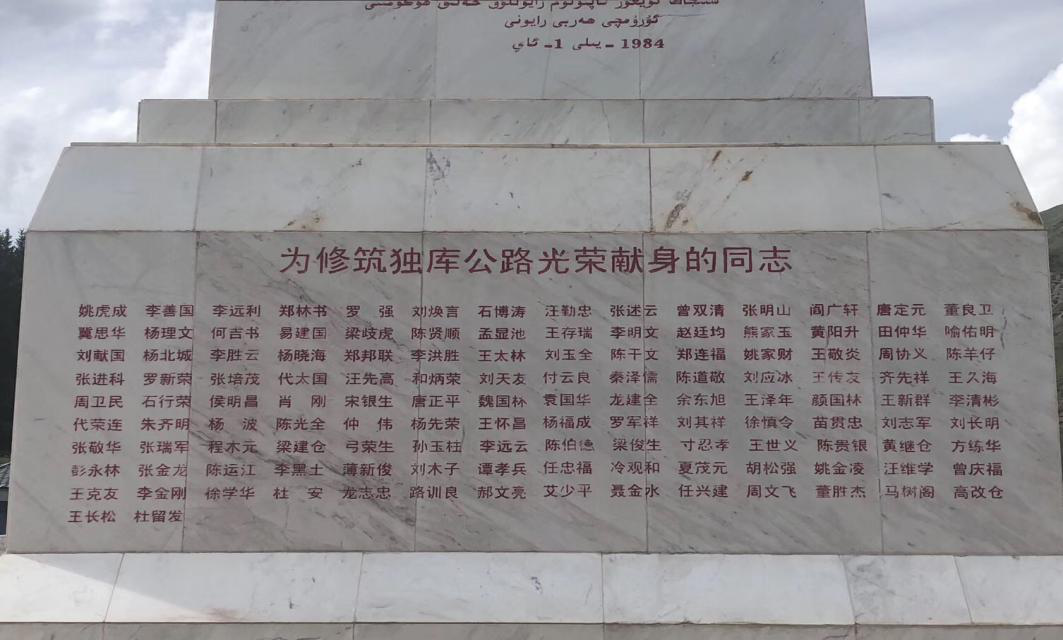 شىنجاڭ ئۇيغۇر ئاپتونوم رايونلۇق خەلق ھۆكۈمىتى
ئۈرۈمچى ھەربى رايونى
1984 - يىلى 1- ئاي
为修筑独库公路光荣献身的同志
姚虎成 李善国 李远利 郑林书 罗强 刘焕言 石博涛 汪勤忠 张述云 曾双清 张明山 阎广轩 唐定元 董良卫
冀思华 杨理文 何吉书 易建国 梁歧虎 陈贤顺 孟显池 王存瑞 李明文 赵廷均 熊家玉 黄阳升 田仲华 喻佑明
刘献国 杨北城 李胜云 杨晓海 郑邦联 李洪胜 王太林 刘玉全 陈干文 郑连福 姚家财 王敬炎 周协义 陈羊仔
张进科 罗新荣 张培茂 代太国 汪先高 和炳荣 刘天友 付云良 秦泽儒 陈道敬 刘应冰 王传友 齐先祥 王久海
周卫民 石行荣 侯明昌 肖刚 宋银生 唐正平 魏国杯 袁国华 龙建全 余东旭 王泽年 颜国林 王新群 李清彬
代荣连 朱齐明 杨波 陈光全 仲伟 杨先荣 王怀昌 杨福成 罗军祥 刘其祥 徐慎令 苗贵忠 刘志军 刘长明
张敬华 张瑞军 程木元 梁建仓 弓荣生 孙玉柱 李远云 陈伯德 梁俊生 寸忍孝 王世义 陈贵银 黄继仓 方练华
彭永林 张金龙 陈运江 李黑土 薄新俊 刘木子 谭孝兵 任忠福 冷观和 夏茂元 胡松强 姚金凌 汪维学 曾庆福
王克友 李金刚 徐学华 杜安 龙志忠 路训良 郝文亮 艾少平 聂金水 任兴建 周文飞 董胜杰 马树阁 高改仓
王长松 杜留发